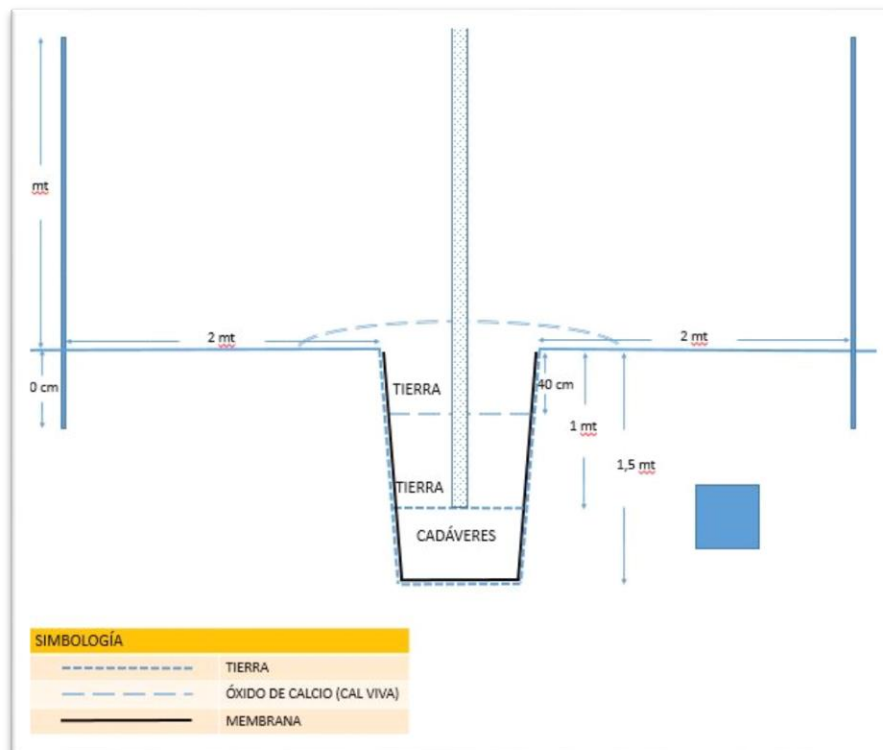 mt
2 mt
2 mt
0 cm
TIERRA
40 cm
1 mt
1,5 mt
TIERRA
CADÁVERES
SIMBOLOGÍA
TIERRA
ÓXIDO DE CALCIO (CAL VIVA)
MEMBRANA